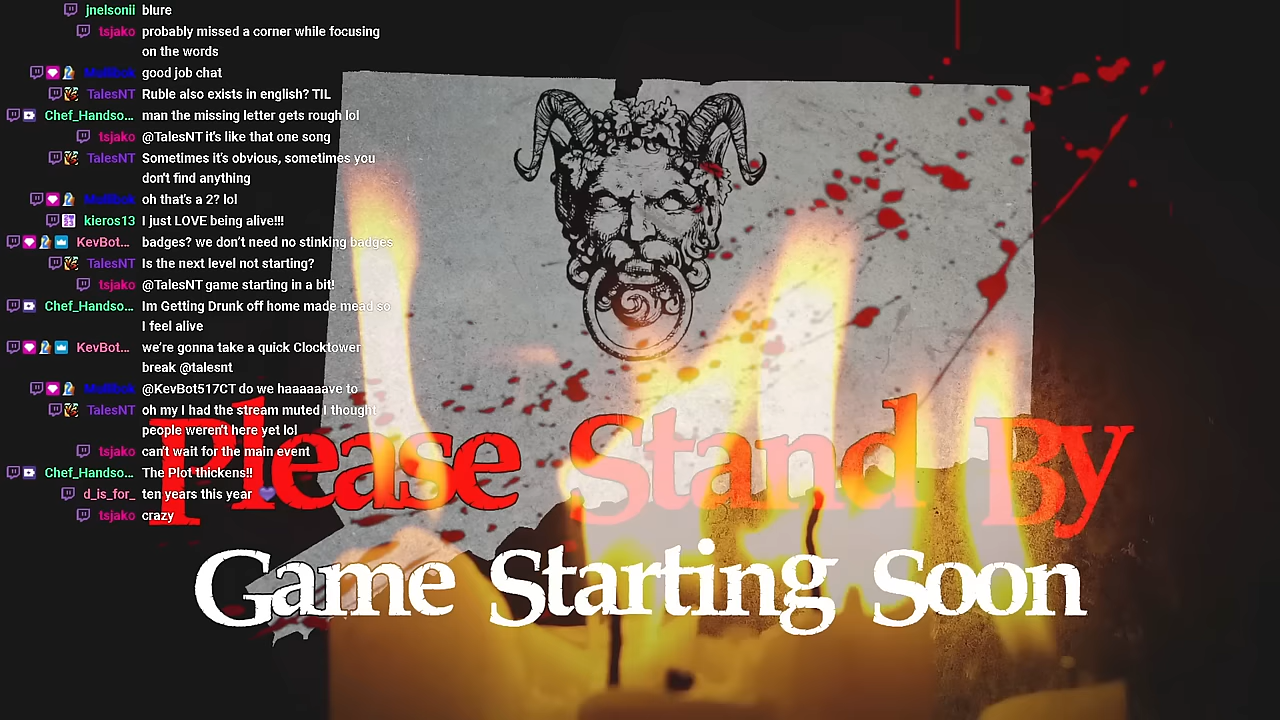 jnelsonii blure
tsjako probably missed a corner while focusing
on the words
good job chat
TalesNT Ruble also exists in english? TIL
Chef_Handso... man the missing letter gets rough lol
tsjako @TalesNT it's like that one song
TalesNT Sometimes it's obvious, sometimes you
don't find anything
oh that's a 2? lol
kieros13 I just LOVE being alive!!!
KevBot... badges? we don't need no stinking badges
TalesNT Is the next level not starting?
tsjako @TalesNT game starting in a bit!
Chef_Handso... Im Getting Drunk off home made mead so
I feel alive
KevBot... we're gonna take a quick Clocktower
break @talesnt
@KevBot517CT do we haaaaaave to
TalesNT oh my I had the stream muted I thought
people weren't here yet lol
tsjako can't wait for the main event
Chef_Handso... The Plot thickens!!
d_is_for_ ten years this year
tsjako crazy
Please Stand By
Game Starting Soon